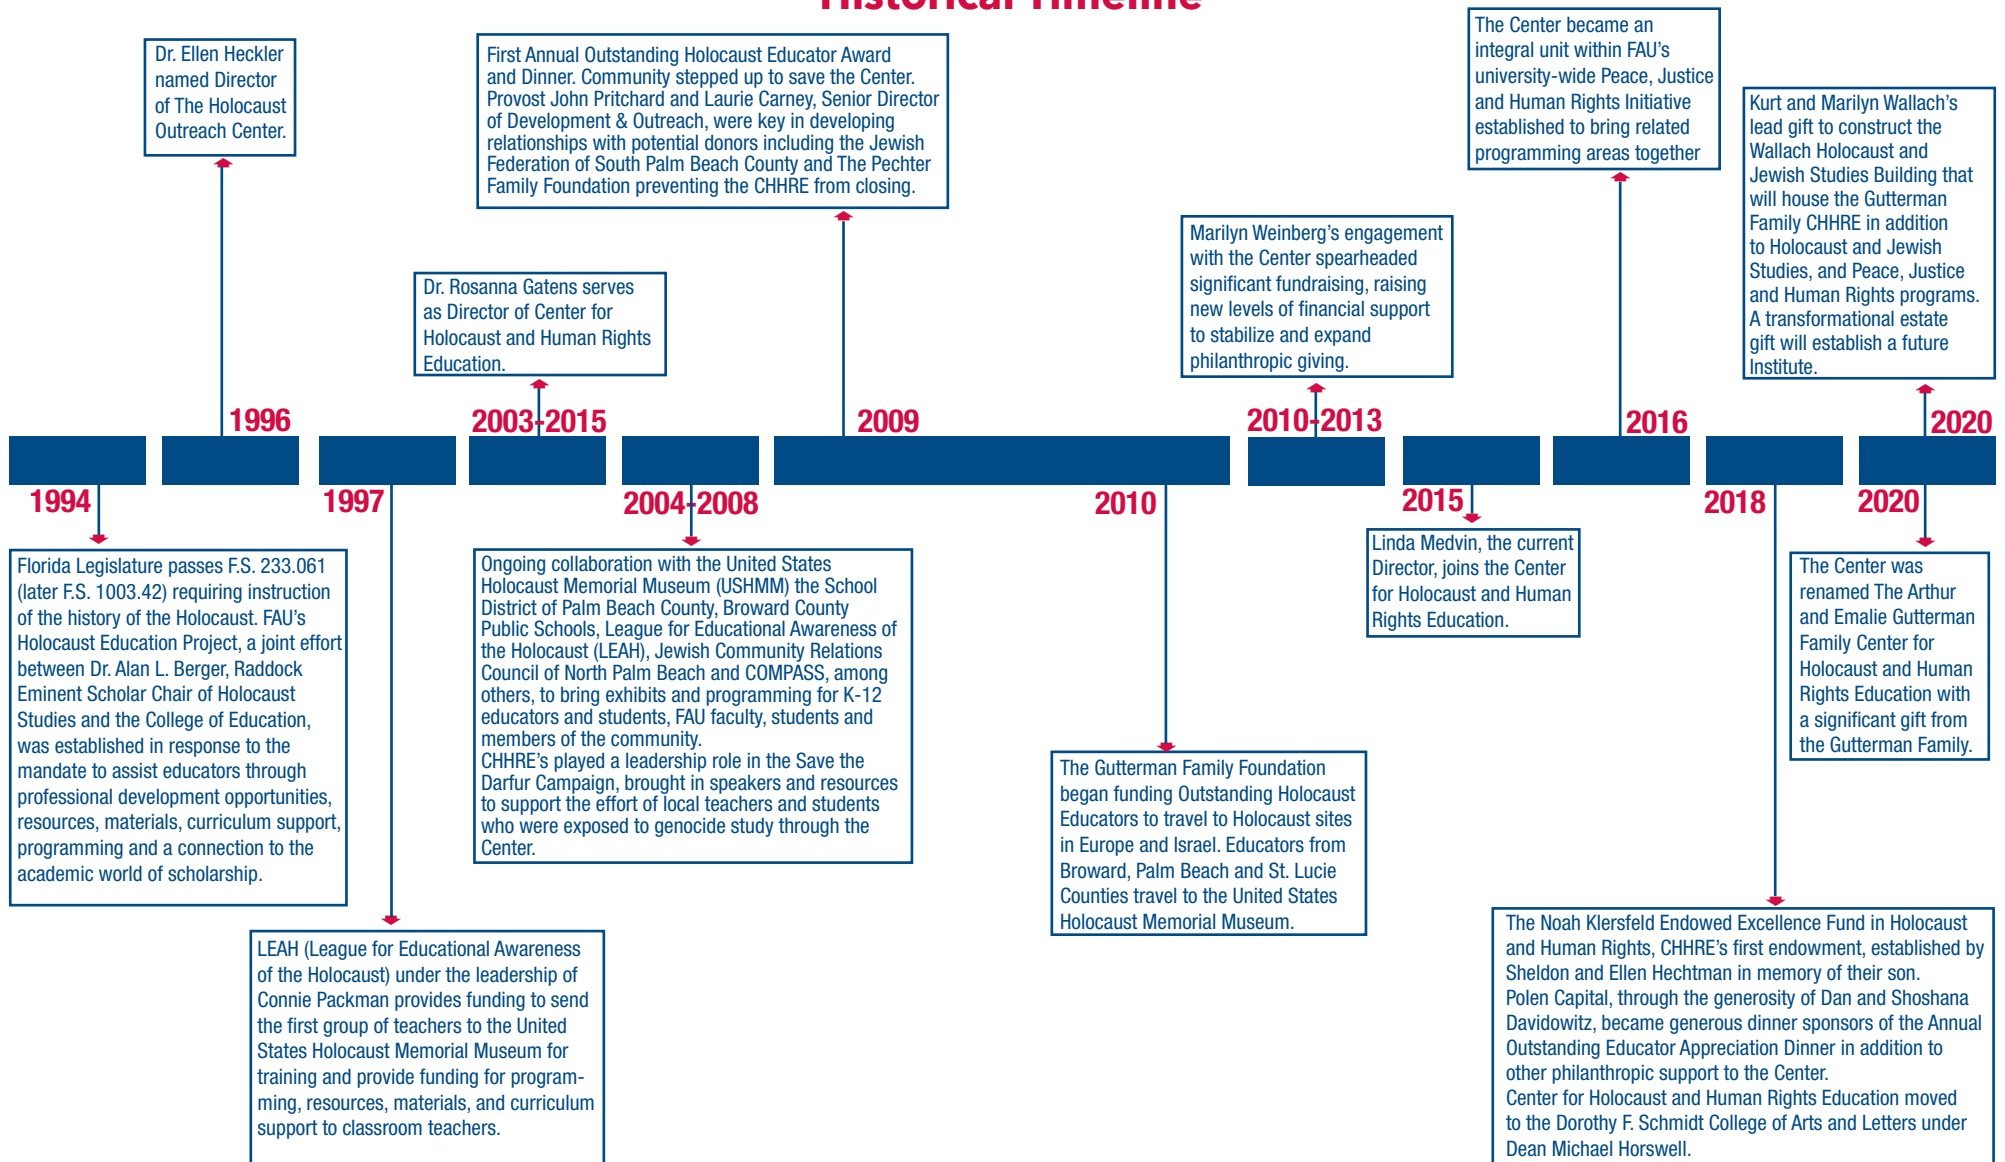 Historical Timeline
Dr. Ellen Heckler
named Director
of The Holocaust
Outreach Center.
1996
First Annual Outstanding Holocaust Educator Award
and Dinner. Community stepped up to save the Center.
Provost John Pritchard and Laurie Carney, Senior Director
of Development & Outreach, were key in developing
relationships with potential donors including the Jewish
Federation of South Palm Beach County and The Pechter
Family Foundation preventing the CHHRE from closing.
2009
Dr. Rosanna Gatens serves
as Director of Center for
Holocaust and Human Rights
Education.
2003-2015
Marilyn Weinberg's engagement
with the Center spearheaded
significant fundraising, raising
new levels of financial support
to stabilize and expand
philanthropic giving.
2010-2013
The Center became an
integral unit within FAU's
university-wide Peace, Justice
and Human Rights Initiative
established to bring related
programming areas together
2016
Kurt and Marilyn Wallach's
lead gift to construct the
Wallach Holocaust and
Jewish Studies Building that
will house the Gutterman
Family CHHRE in addition
to Holocaust and Jewish
Studies, and Peace, Justice
and Human Rights programs.
A transformational estate
gift will establish a future
Institute.
2020
1994
Florida Legislature passes F.S. 233.061
(later F.S. 1003.42) requiring instruction
of the history of the Holocaust. FAU's
Holocaust Education Project, a joint effort
between Dr. Alan L. Berger, Raddock
Eminent Scholar Chair of Holocaust
Studies and the College of Education,
was established in response to the
mandate to assist educators through
professional development opportunities,
resources, materials, curriculum support,
programming and a connection to the
academic world of scholarship.
1997
LEAH (League for Educational Awareness
of the Holocaust) under the leadership of
Connie Packman provides funding to send
the first group of teachers to the United
States Holocaust Memorial Museum for
training and provide funding for program-
ming, resources, materials, and curriculum
support to classroom teachers.
2004-2008
Ongoing collaboration with the United States
Holocaust Memorial Museum (USHMM) the School
District of Palm Beach County, Broward County
Public Schools, League for Educational Awareness of
the Holocaust (LEAH), Jewish Community Relations
Council of North Palm Beach and COMPASS, among
others, to bring exhibits and programming for K-12
educators and students, FAU faculty, students and
members of the community.
CHHRE's played a leadership role in the Save the
Darfur Campaign, brought in speakers and resources
to support the effort of local teachers and students
who were exposed to genocide study through the
Center.
2010
The Gutterman Family Foundation
began funding Outstanding Holocaust
Educators to travel to Holocaust sites
in Europe and Israel. Educators from
Broward, Palm Beach and St. Lucie
Counties travel to the United States
Holocaust Memorial Museum.
2015
Linda Medvin, the current
Director, joins the Center
for Holocaust and Human
Rights Education.
2018
The Noah Klersfeld Endowed Excellence Fund in Holocaust
and Human Rights, CHHRE's first endowment, established by
Sheldon and Ellen Hechtman in memory of their son.
Polen Capital, through the generosity of Dan and Shoshana
Davidowitz, became generous dinner sponsors of the Annual
Outstanding Educator Appreciation Dinner in addition to
other philanthropic support to the Center.
Center for Holocaust and Human Rights Education moved
to the Dorothy F. Schmidt College of Arts and Letters under
Dean Michael Horswell.
2020
The Center was
renamed The Arthur
and Emalie Gutterman
Family Center for
Holocaust and Human
Rights Education with
a significant gift from
the Gutterman Family.